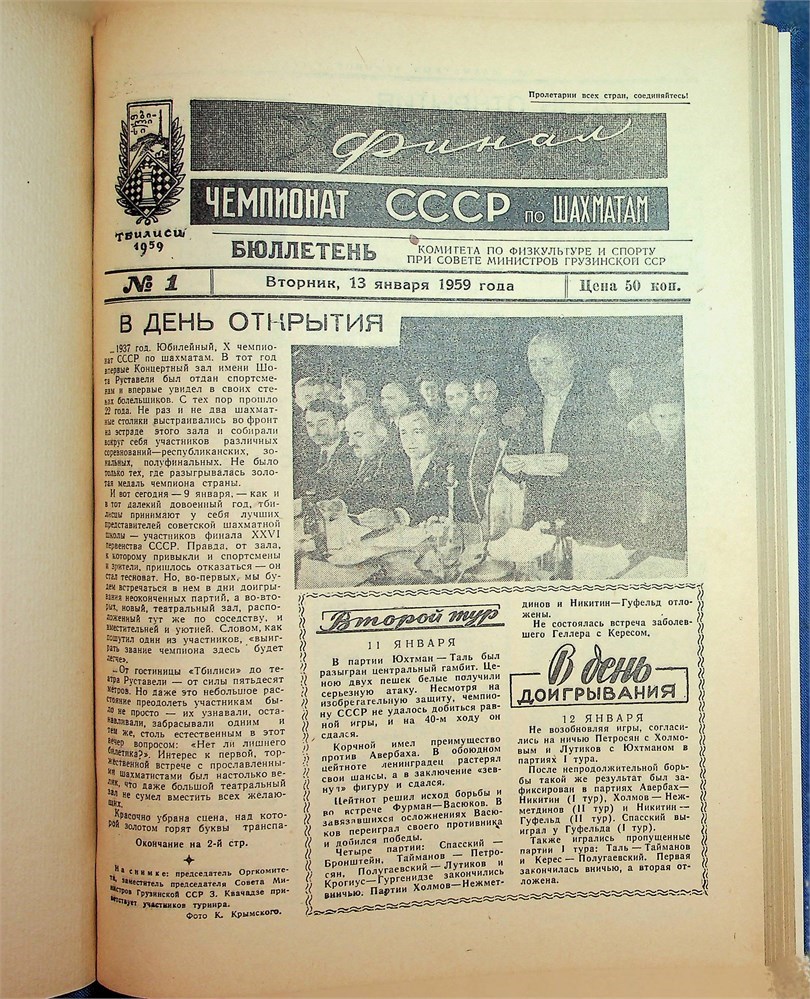 Пролетарии всех стран, соединяйтесь!
Финал
ЧЕМПИОНАТ СССР ПО ШАХМАТАМ
ТБИЛИСИ
1959
БЮЛЛЕТЕНЬ
КОМИТЕТА ПО ФИЗКУЛЬТУРЕ И СПОРТУ
ПРИ СОВЕТЕ МИНИСТРОВ ГРУЗИНСКОЙ ССР
№ 1
Вторник, 13 января 1959 года
Цена 50 коп.
В ДЕНЬ ОТКРЫТИЯ
...1937 год. Юбилейный, X чемпио-
нат СССР по шахматам. В тот год
впервые Концертный зал имени Шо-
та Руставели был отдан спортсме-
нам и впервые увидел в своих сте-
нах болельщиков. С тех пор прошло
22 года. Не раз и не два шахмат-
ные столики выстраивались во фронт
на эстраде этого зала и собирали
вокруг себя участников различных
соревнований—республиканских, зо-
нальных, полуфинальных. Не было
только тех, где разыгрывалась золо-
тая медаль чемпиона страны.
И вот сегодня — 9 января, — как и
в тот далекий довоенный год, тби-
лисцы принимают у себя лучших
представителей советской шахматной
школы — участников финала XXVI
первенства СССР. Правда, от зала,
к которому привыкли и спортсмены
и зрители, пришлось отказаться — он
стал тесноват. Но, во-первых, мы бу-
дем встречаться в нем в дни доигры-
вания неоконченных партий, а во-вто-
рых, новый, театральный зал, распо-
ложенный тут же по соседству, и
вместительней и уютней. Словом, как
пошутил один из участников, «выиг-
рать звание чемпиона здесь будет
легче».
...От гостиницы «Тбилиси» до те-
атра Руставели — от силы пятьдесят
метров. Но даже это небольшое рас-
стояние преодолеть участникам бы-
ло не просто — их узнавали, оста-
навливали, забрасывали одним и
тем же, столь естественным в этот
вечер вопросом: «Нет ли лишнего
билетика?». Интерес к первой, тор-
жественной встрече с прославленны-
ми шахматистами был настолько ве-
лик, что даже большой театральный
зал не сумел вместить всех желаю-
щих.
Красочно убрана сцена, над кото-
рой золотом горят буквы транспа-
Окончание на 2-й стр.
На снимке: председатель Оргкомите-
та, заместитель председателя Совета Ми-
нистров Грузинской ССР З. Квачадзе при-
ветствует участников турнира.
Фото К. Крымского.
Второй тур
11 ЯНВАРЯ
В партии Юхтман—Таль был
разыгран центральный гамбит. Це-
ною двух пешек белые получили
серьезную атаку. Несмотря на
изобретательную защиту, чемпио-
ну СССР не удалось добиться рав-
ной игры, и на 40-м ходу он
сдался.
Корчной имел преимущество
против Авербаха. В обоюдном
цейтноте ленинградец растерял
свои шансы, а в заключение «зев-
нул» фигуру и сдался.
Цейтнот решил исход борьбы и
во встрече Фурман—Васюков. В
завязавшихся осложнениях Васю-
ков переиграл своего противника
и добился победы.
Четыре партии: Спасский —
Бронштейн, Тайманов — Петро-
сян, Полугаевский — Лутиков и
Крогиус—Гургенидзе закончились
вничью. Партии Холмов—Нежмет-
динов и Никитин—Гуфельд отло-
жены.
Не состоялась встреча заболев-
шего Геллера с Кересом.
В день
ДОИГРЫВАНИЯ
12 ЯНВАРЯ
Не возобновляя игры, согласи-
лись на ничью Петросян с Холмо-
вым и Лутиков с Юхтманом в
партиях I тура.
После непродолжительной борь-
бы такой же результат был за-
фиксирован в партиях Авербах—
Никитин (I тур), Холмов — Неж-
метдинов (II тур) и Никитин —
Гуфельд (II тур). Спасский вы-
играл у Гуфельда (I тур).
Также игрались пропущенные
партии I тура: Таль — Тайманов
и Керес — Полугаевский. Первая
закончилась вничью, а вторая от-
ложена.